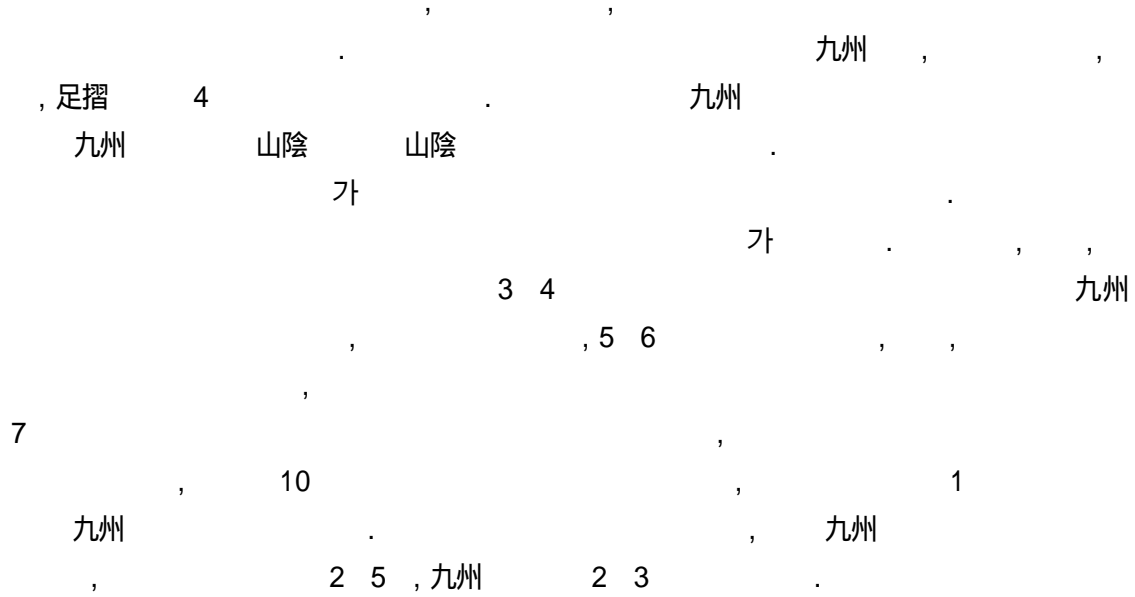 , ,
. 九州 , ,
, 足摺 4 . 九州
九州 山陰 山陰 .
가 .
가 . , ,
3 4 九州
, , 5 6 , ,
,
7 ,
, 10 , 1
九州 . , 九州
, 2 5 , 九州 2 3 .